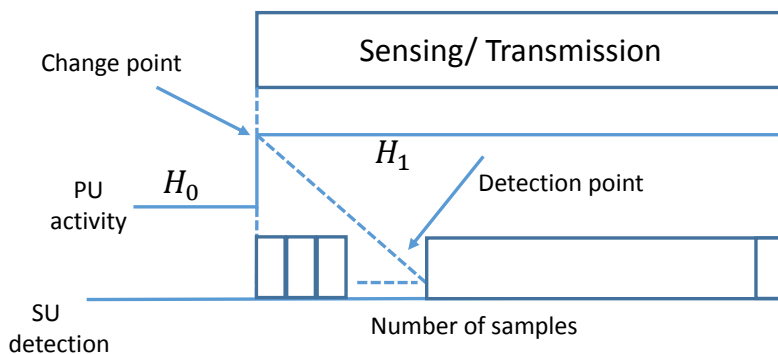 Sensing/ Transmission
Change point
H₀
H₁
PU
activity
Detection point
SU
detection
Number of samples